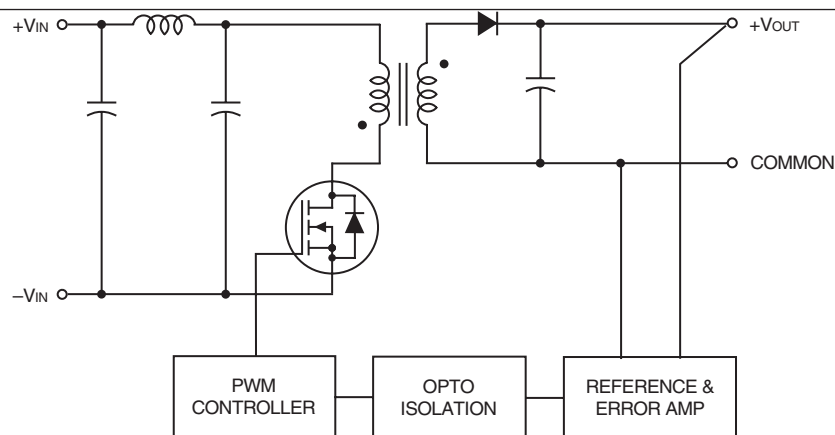 +VIN
+VOUT
COMMON
–VIN
PWM
CONTROLLER
OPTO
ISOLATION
REFERENCE &
ERROR AMP